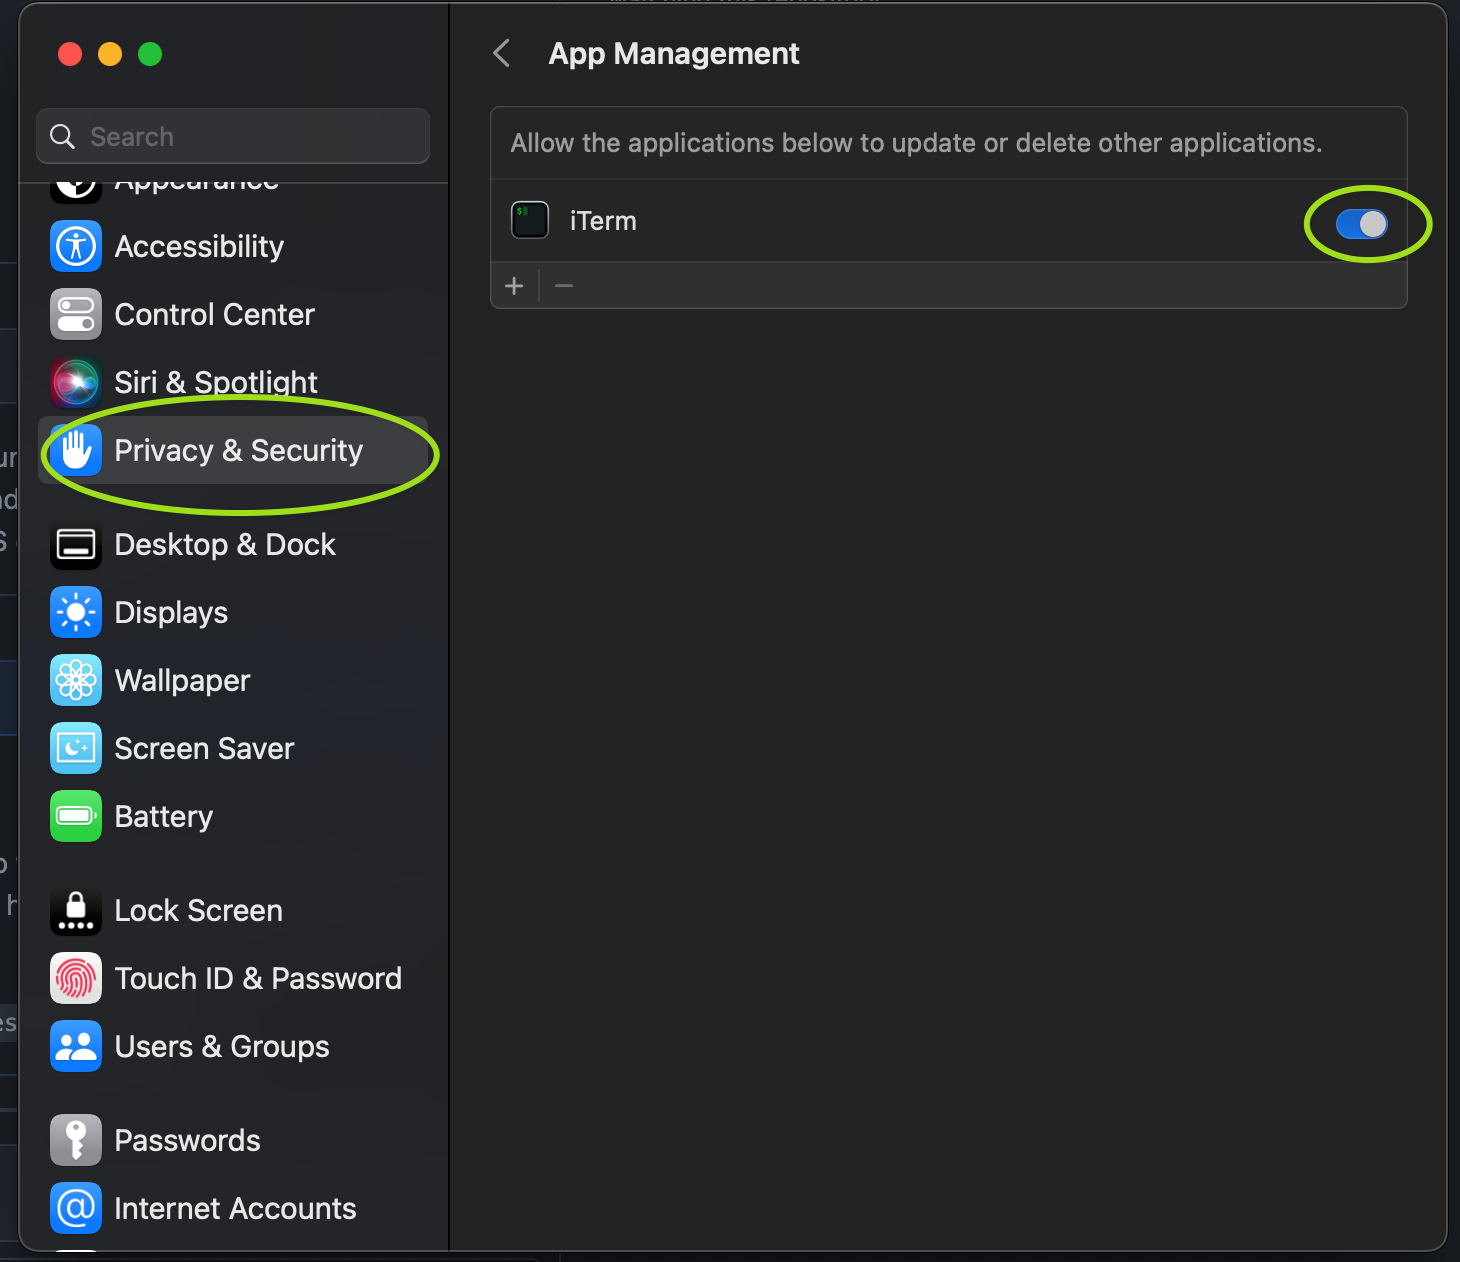 App Management
Search
Allow the applications below to update or delete other applications.
Appearance
iTerm
Accessibility
Control Center
Siri & Spotlight
Privacy & Security
Desktop & Dock
Displays
Wallpaper
Screen Saver
Battery
Lock Screen
Touch ID & Password
Users & Groups
Passwords
Internet Accounts